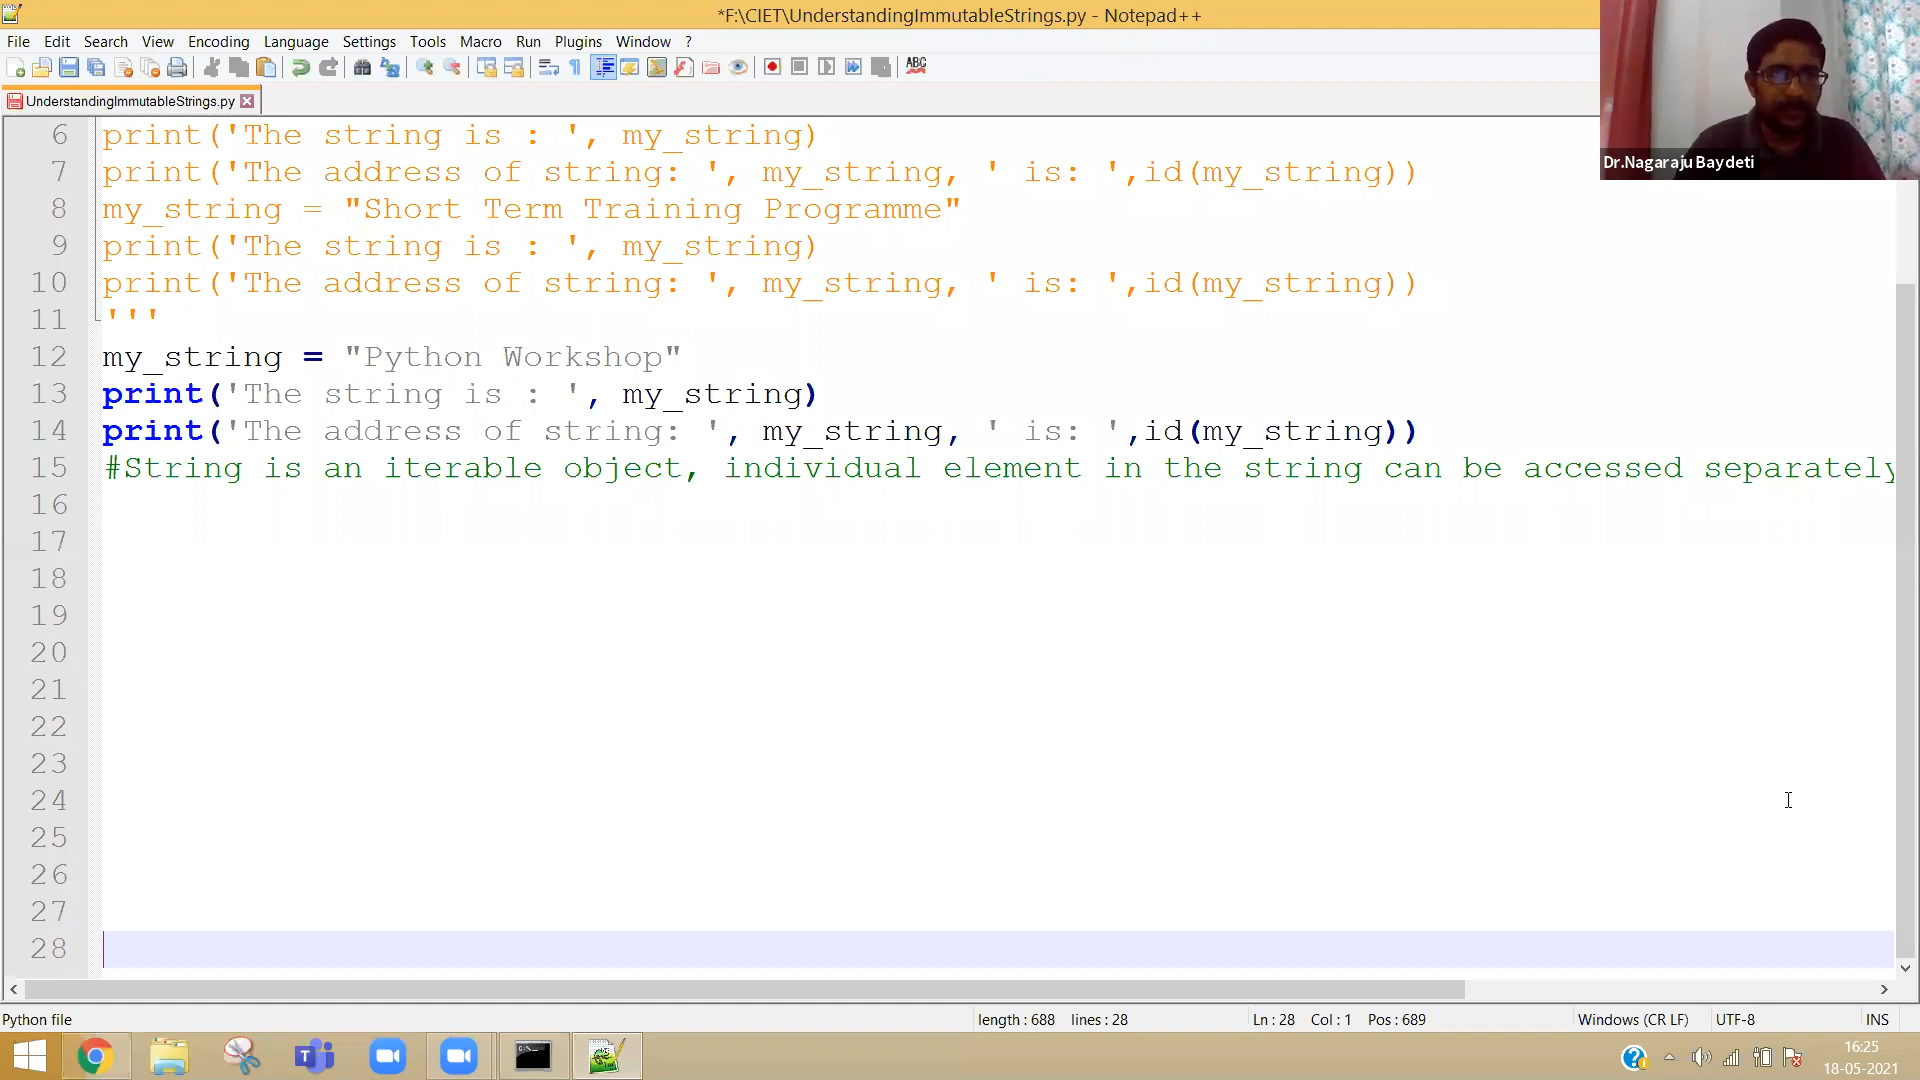 *F:\CIET\UnderstandingImmutableStrings.py - Notepad++
File Edit Search View Encoding Language Settings Tools Macro Run Plugins Window ?
ABC
UnderstandingImmutableStrings.py
Dr.Nagaraju Baydeti
6 print('The string is : ', my_string)
7 print('The address of string: ', my_string, ' is: ',id(my_string))
8 my_string = "Short Term Training Programme"
9 print('The string is : ', my_string)
10 print('The address of string: ', my_string, ' is: ',id(my_string))
11 '''
12 my_string = "Python Workshop"
13 print('The string is : ', my_string)
14 print('The address of string: ', my_string, ' is: ',id(my_string))
15 #String is an iterable object, individual element in the string can be accessed separately
16
17
18
19
20
21
22
23
24
25
26
27
28
Python file length : 688 lines : 28 Ln : 28 Col : 1 Pos : 689 Windows (CR LF) UTF-8 INS
16:25
18-05-2021